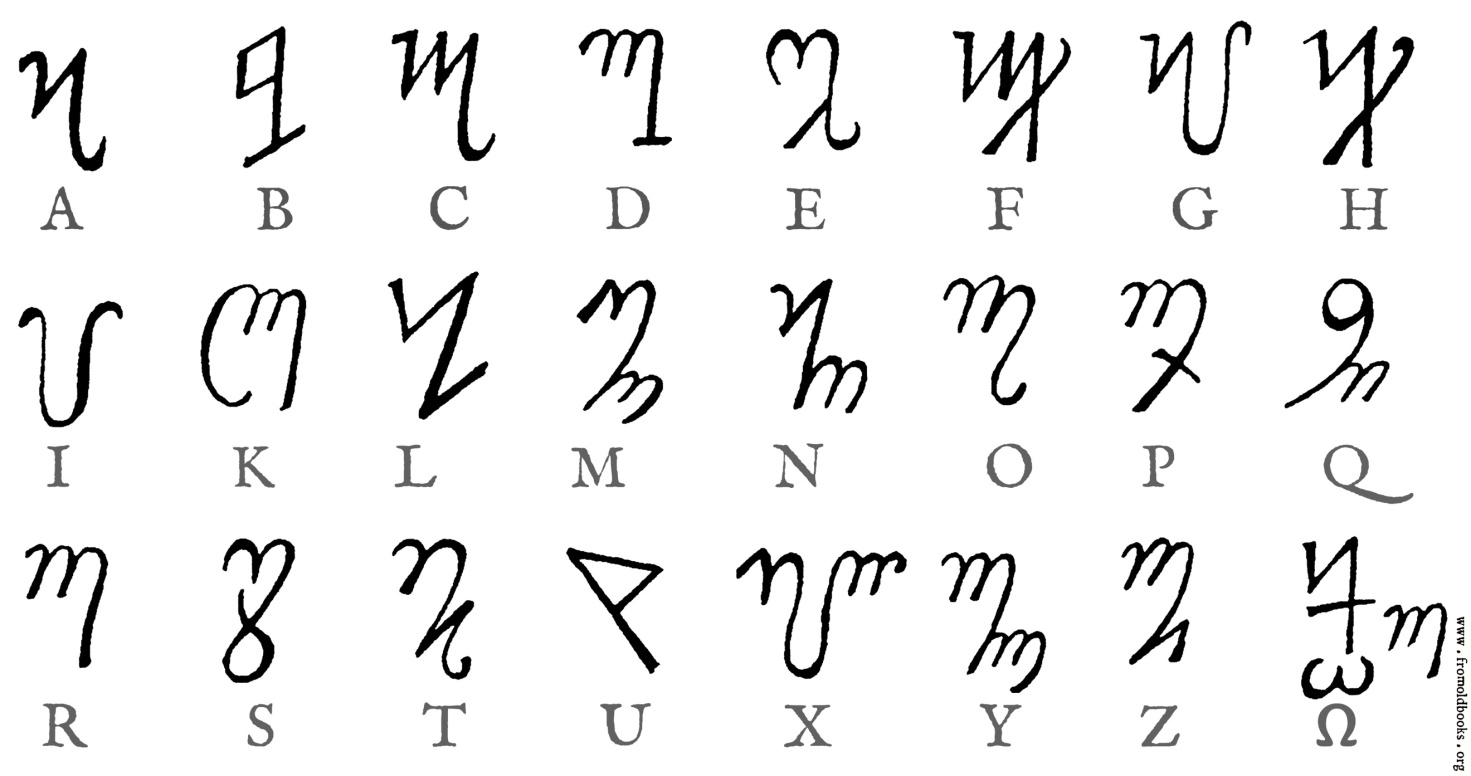 A B C D E F G H
I K L M N O P Q
R S T U X Y Z Ω
www.fromoldbooks.org